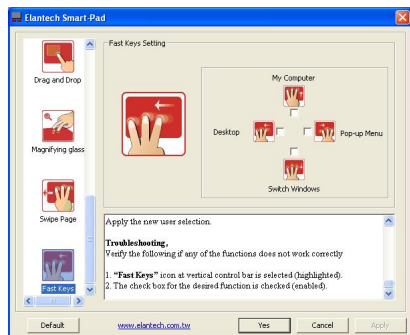 Elantech Smart-Pad
Drag and Drop
Magnifying glass
Swipe Page
Fast Keys
Fast Keys Setting
My Computer
Desktop
Pop-up Menu
Switch Windows
Apply the new user selection.
Troubleshooting,
Verify the following if any of the functions does not work correctly
1. “Fast Keys” icon at vertical control bar is selected (highlighted).
2. The check box for the desired function is checked (enabled).
Default
www.elantech.com.tw
Yes
Cancel
Apply